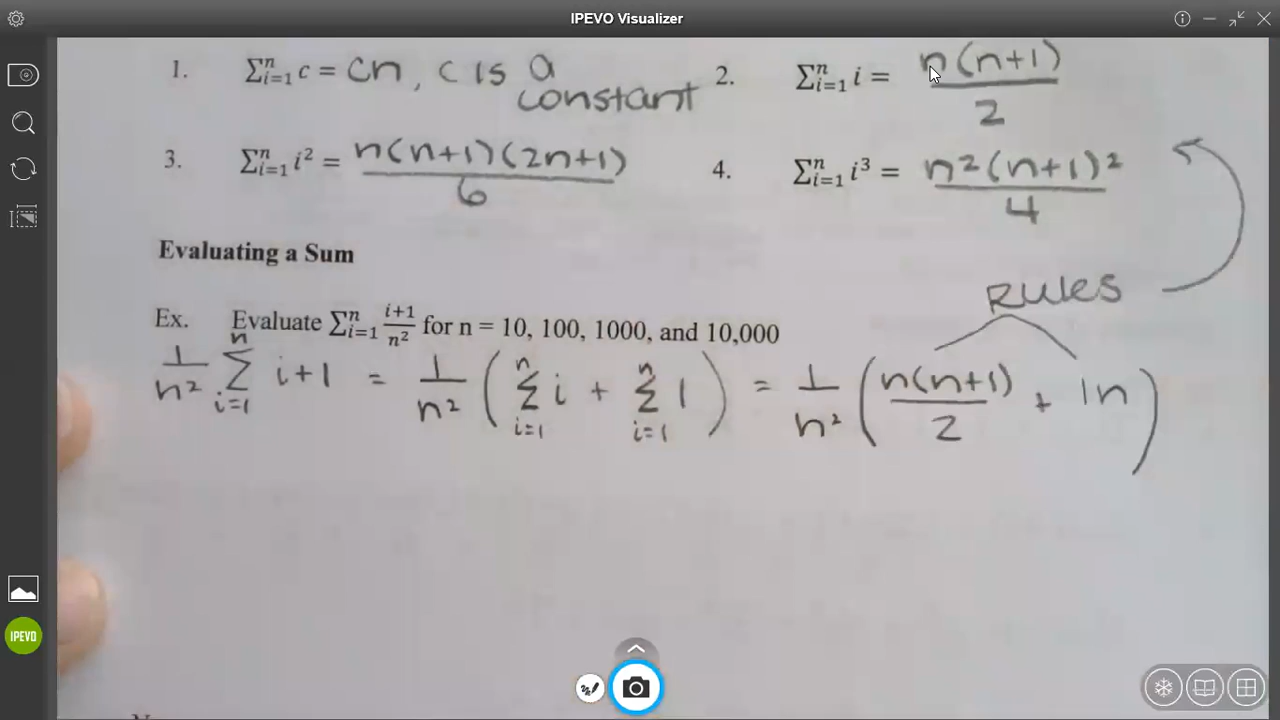 IPEVO Visualizer
1. Σⁿᵢ₌₁ c = cn, c is a constant
2. Σⁿᵢ₌₁ i = n(n+1)/2
3. Σⁿᵢ₌₁ i² = n(n+1)(2n+1)/6
4. Σⁿᵢ₌₁ i³ = n²(n+1)²/4
Evaluating a Sum
Rules
Ex. Evaluate Σⁿᵢ₌₁ (i+1)/n² for n = 10, 100, 1000, and 10,000
1/n² Σⁿᵢ₌₁ i+1 = 1/n² (Σⁿᵢ₌₁ i + Σⁿᵢ₌₁ 1) = 1/n² (n(n+1)/2 + 1n)
IPEVO